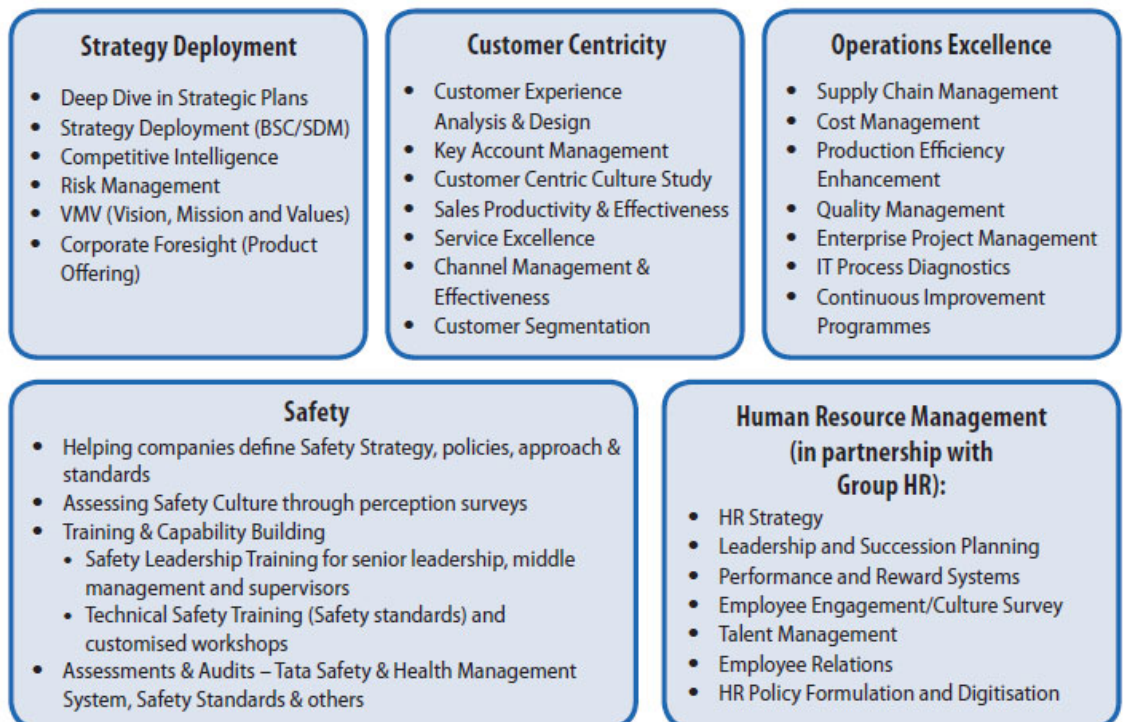 Strategy Deployment
• Deep Dive in Strategic Plans
• Strategy Deployment (BSC/SDM)
• Competitive Intelligence
• Risk Management
• VMV (Vision, Mission and Values)
• Corporate Foresight (Product
Offering)
Customer Centricity
• Customer Experience
Analysis & Design
• Key Account Management
• Customer Centric Culture Study
• Sales Productivity & Effectiveness
• Service Excellence
• Channel Management &
Effectiveness
• Customer Segmentation
Operations Excellence
• Supply Chain Management
• Cost Management
• Production Efficiency
Enhancement
• Quality Management
• Enterprise Project Management
• IT Process Diagnostics
• Continuous Improvement
Programmes
Safety
• Helping companies define Safety Strategy, policies, approach &
standards
• Assessing Safety Culture through perception surveys
• Training & Capability Building
• Safety Leadership Training for senior leadership, middle
management and supervisors
• Technical Safety Training (Safety standards) and
customised workshops
• Assessments & Audits – Tata Safety & Health Management
System, Safety Standards & others
Human Resource Management
(in partnership with
Group HR):
• HR Strategy
• Leadership and Succession Planning
• Performance and Reward Systems
• Employee Engagement/Culture Survey
• Talent Management
• Employee Relations
• HR Policy Formulation and Digitisation